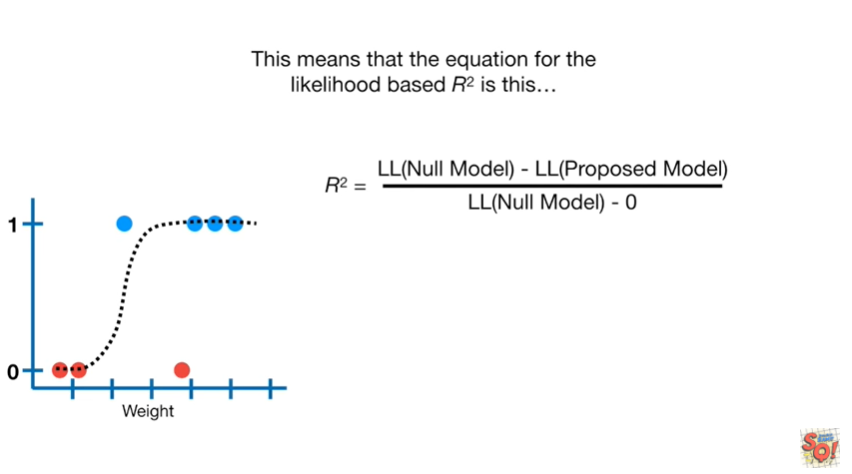 This means that the equation for the
likelihood based R² is this…
R² =
LL(Null Model) - LL(Proposed Model)
LL(Null Model) - 0
1
0
Weight
SO!